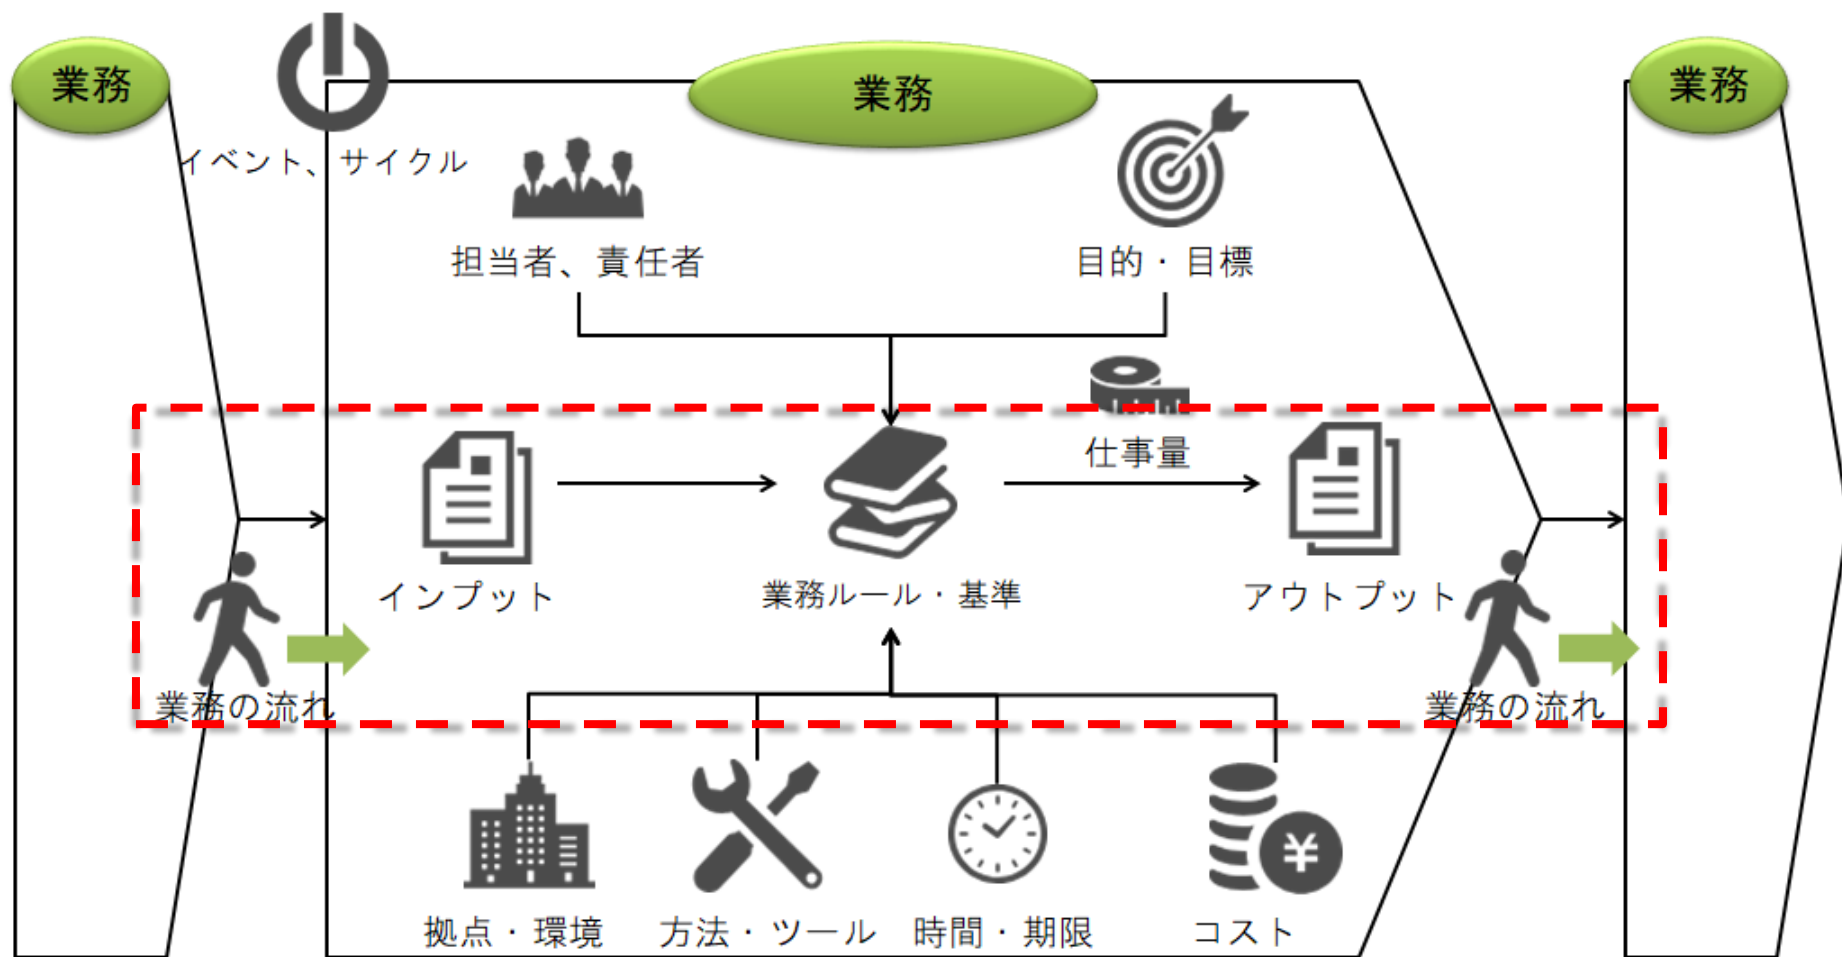 業務
業務
業務
イベント、サイクル
担当者、責任者
目的・目標
仕事量
インプット
業務ルール・基準
アウトプット
業務の流れ
業務の流れ
拠点・環境
方法・ツール
時間・期限
コスト
¥